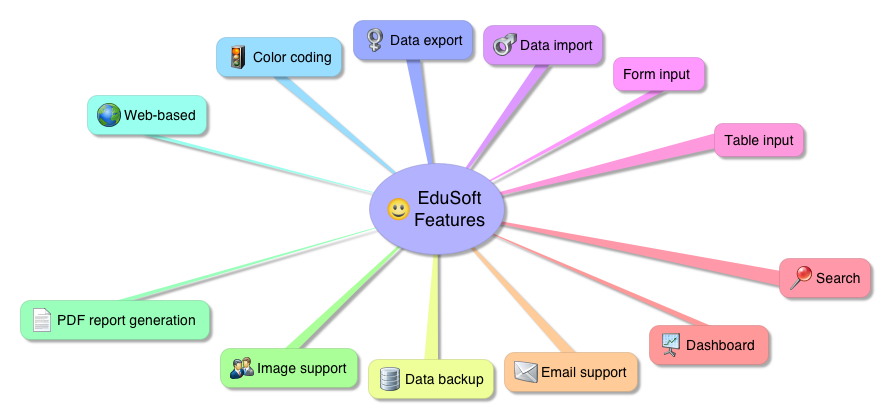 Data export
Data import
Color coding
Form input
Web-based
Table input
EduSoft
Features
Search
PDF report generation
Dashboard
Image support
Email support
Data backup